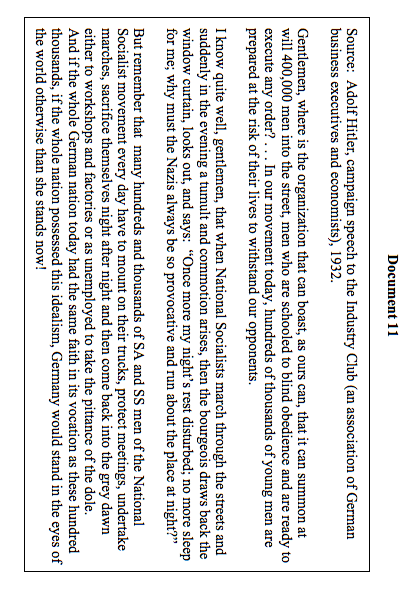 Document 11
Source: Adolf Hitler, campaign speech to the Industry Club (an association of German
business executives and economists), 1932.
Gentlemen, where is the organization that can boast, as ours can, that it can summon at
will 400,000 men into the street, men who are schooled to blind obedience and are ready to
execute any order? . . . In our movement today, hundreds of thousands of young men are
prepared at the risk of their lives to withstand our opponents.
I know quite well, gentlemen, that when National Socialists march through the streets and
suddenly in the evening a tumult and commotion arises, then the bourgeois draws back the
window curtain, looks out, and says: “Once more my night’s rest disturbed; no more sleep
for me; why must the Nazis always be so provocative and run about the place at night?”
But remember that many hundreds and thousands of SA and SS men of the National
Socialist movement every day have to mount on their trucks, protect meetings, undertake
marches, sacrifice themselves night after night and then come back into the grey dawn
either to workshops and factories or as unemployed to take the pittance of the dole.
And if the whole German nation today had the same faith in its vocation as these hundred
thousands, if the whole nation possessed this idealism, Germany would stand in the eyes of
the world otherwise than she stands now!